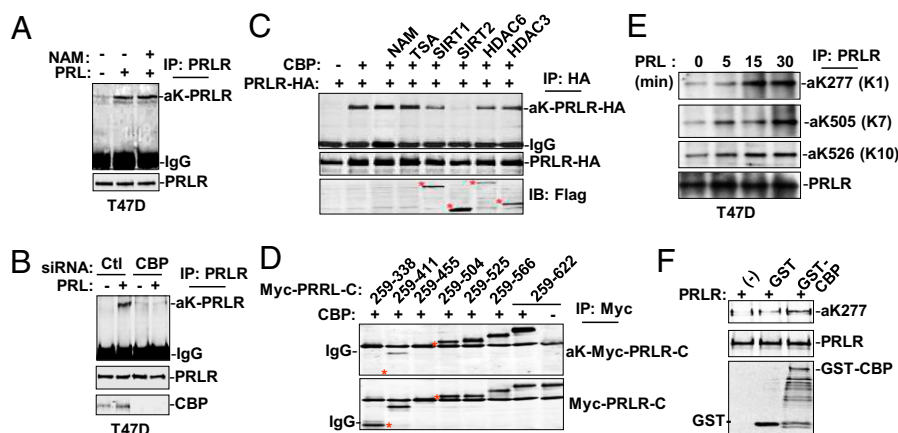 A
NAM: - - +
PRL: - + +
IP: PRLR
-aK-PRLR
-IgG
-PRLR
T47D
B
siRNA: Ctl CBP
PRL: - + - +
IP: PRLR
-aK-PRLR
-IgG
-PRLR
-CBP
T47D
C
NAM TSA SIRT1 SIRT2 HDAC6 HDAC3
CBP: - + + + + + + +
PRLR-HA: + + + + + + + +
IP: HA
-aK-PRLR-HA
-IgG
-PRLR-HA
IB: Flag
* * * *
D
Myc-PRRL-C: 259-338 259-411 259-455 259-504 259-525 259-566 259-622
CBP: + + + + + + + -
IP: Myc
IgG-
aK-Myc-PRLR-C
* *
Myc-PRLR-C
IgG-
* *
E
PRL : 0 5 15 30
(min)
IP: PRLR
-aK277 (K1)
-aK505 (K7)
-aK526 (K10)
-PRLR
T47D
F
(-) GST GST-CBP
PRLR: + + +
-aK277
-PRLR
-GST-CBP
GST-